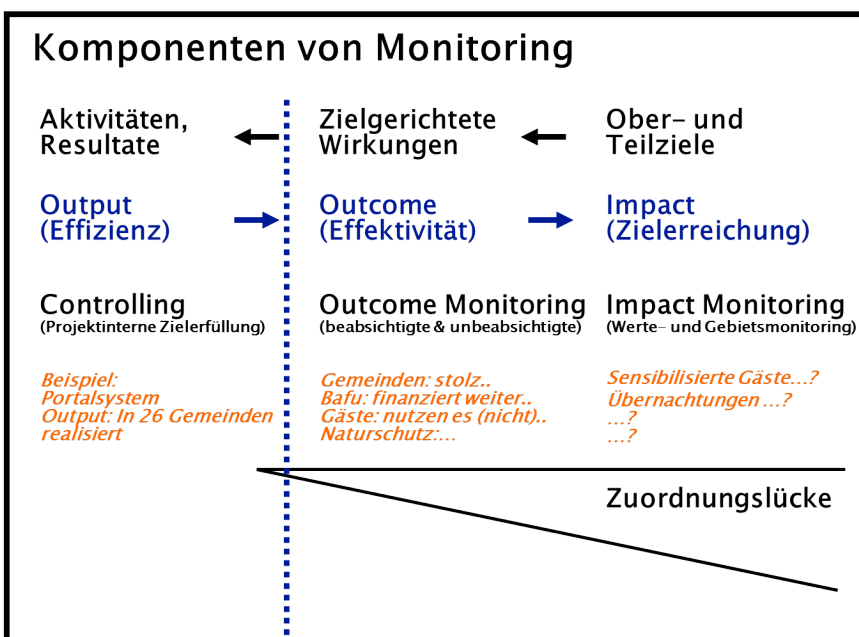 Komponenten von Monitoring
Aktivitäten,
Resultate
Zielgerichtete
Wirkungen
Ober- und
Teilziele
Output
(Effizienz)
Outcome
(Effektivität)
Impact
(Zielerreichung)
Controlling
(Projektinterne Zielerfüllung)
Outcome Monitoring
(beabsichtigte & unbeabsichtigte)
Impact Monitoring
(Werte- und Gebietsmonitoring)
Beispiel:
Portalsystem
Output: In 26 Gemeinden
realisiert
Gemeinden: stolz..
Bafu: finanziert weiter..
Gäste: nutzen es (nicht)..
Naturschutz:...
Sensibilisierte Gäste...?
Übernachtungen ...?
...?
...?
Zuordnungslücke